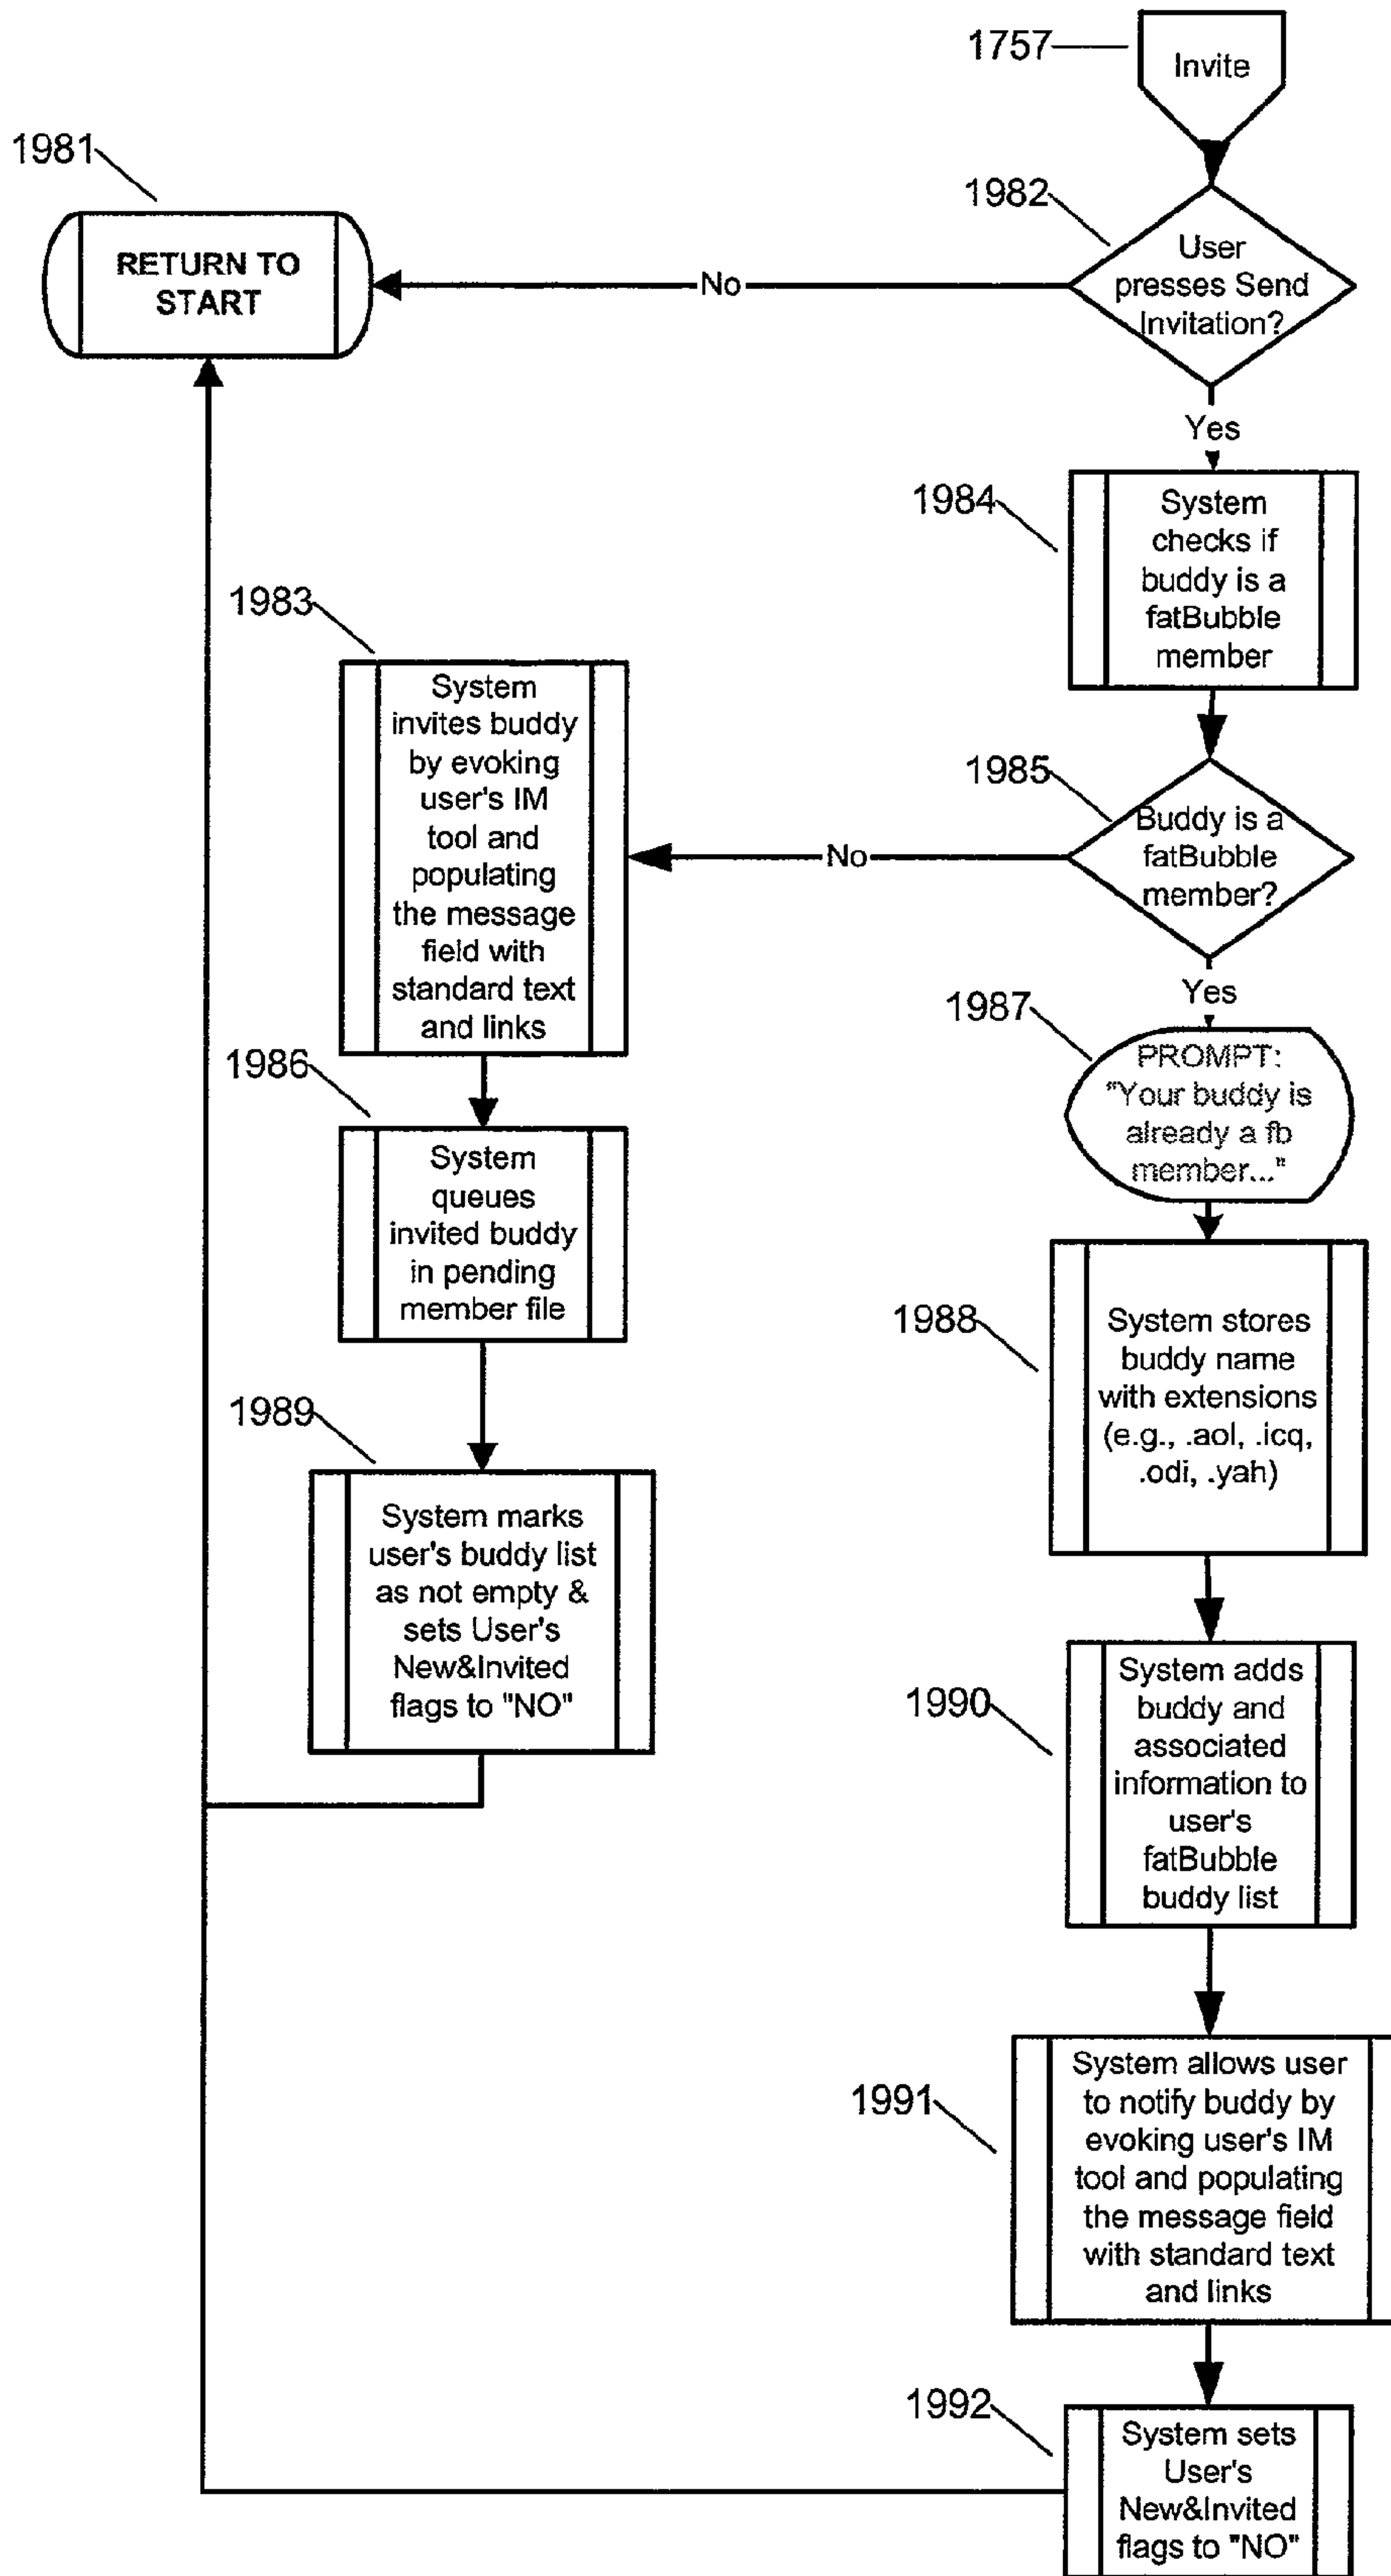 1757
Invite
1981
RETURN TO
START
No
1982
User
presses Send
Invitation?
Yes
1984
System
checks if
buddy is a
fatBubble
member
1983
System
invites buddy
by evoking
user's IM
tool and
populating
the message
field with
standard text
and links
No
1985
Buddy is a
fatBubble
member?
Yes
1987
PROMPT:
"Your buddy is
already a fb
member..."
1986
System
queues
invited buddy
in pending
member file
1988
System stores
buddy name
with extensions
(e.g., .aol, .icq,
.odi, .yah)
1989
System marks
user's buddy list
as not empty &
sets User's
New&Invited
flags to "NO"
1990
System adds
buddy and
associated
information to
user's
fatBubble
buddy list
1991
System allows user
to notify buddy by
evoking user's IM
tool and populating
the message field
with standard text
and links
1992
System sets
User's
New&Invited
flags to "NO"